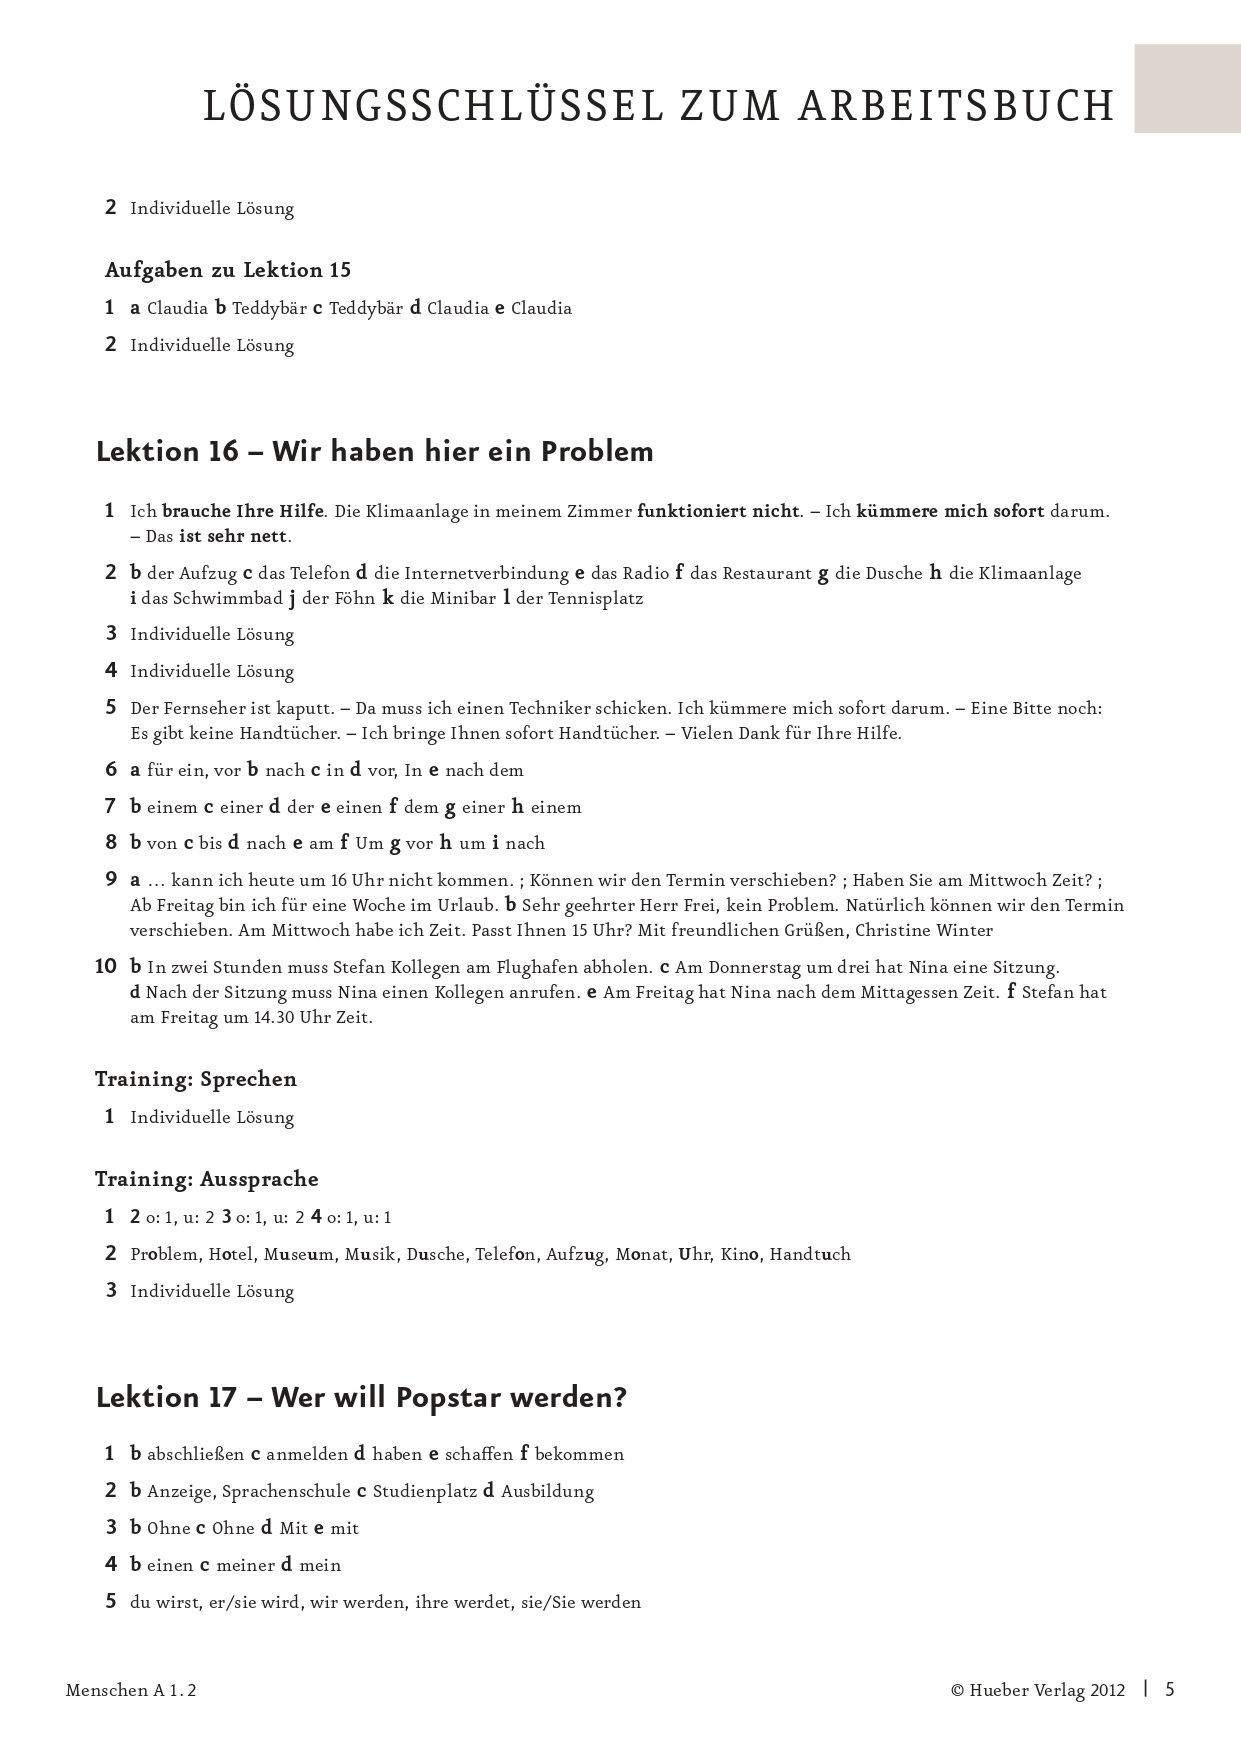 LÖSUNGSSCHLÜSSEL ZUM ARBEITSBUCH
2 Individuelle Lösung
Aufgaben zu Lektion 15
1 a Claudia b Teddybär c Teddybär d Claudia e Claudia
2 Individuelle Lösung
Lektion 16 – Wir haben hier ein Problem
1 Ich brauche Ihre Hilfe. Die Klimaanlage in meinem Zimmer funktioniert nicht. – Ich kümmere mich sofort darum.
– Das ist sehr nett.
2 b der Aufzug c das Telefon d die Internetverbindung e das Radio f das Restaurant g die Dusche h die Klimaanlage
i das Schwimmbad j der Föhn k die Minibar l der Tennisplatz
3 Individuelle Lösung
4 Individuelle Lösung
5 Der Fernseher ist kaputt. – Da muss ich einen Techniker schicken. Ich kümmere mich sofort darum. – Eine Bitte noch:
Es gibt keine Handtücher. – Ich bringe Ihnen sofort Handtücher. – Vielen Dank für Ihre Hilfe.
6 a für ein, vor b nach c in d vor, In e nach dem
7 b einem c einer d der e einen f dem g einer h einem
8 b von c bis d nach e am f Um g vor h um i nach
9 a … kann ich heute um 16 Uhr nicht kommen. ; Können wir den Termin verschieben? ; Haben Sie am Mittwoch Zeit? ;
Ab Freitag bin ich für eine Woche im Urlaub. b Sehr geehrter Herr Frei, kein Problem. Natürlich können wir den Termin
verschieben. Am Mittwoch habe ich Zeit. Passt Ihnen 15 Uhr? Mit freundlichen Grüßen, Christine Winter
10 b In zwei Stunden muss Stefan Kollegen am Flughafen abholen. c Am Donnerstag um drei hat Nina eine Sitzung.
d Nach der Sitzung muss Nina einen Kollegen anrufen. e Am Freitag hat Nina nach dem Mittagessen Zeit. f Stefan hat
am Freitag um 14.30 Uhr Zeit.
Training: Sprechen
1 Individuelle Lösung
Training: Aussprache
1 2 o: 1, u: 2 3 o: 1, u: 2 4 o: 1, u: 1
2 Problem, Hotel, Museum, Musik, Dusche, Telefon, Aufzug, Monat, Uhr, Kino, Handtuch
3 Individuelle Lösung
Lektion 17 – Wer will Popstar werden?
1 b abschließen c anmelden d haben e schaffen f bekommen
2 b Anzeige, Sprachenschule c Studienplatz d Ausbildung
3 b Ohne c Ohne d Mit e mit
4 b einen c meiner d mein
5 du wirst, er/sie wird, wir werden, ihre werdet, sie/Sie werden
Menschen A 1.2
© Hueber Verlag 2012 | 5